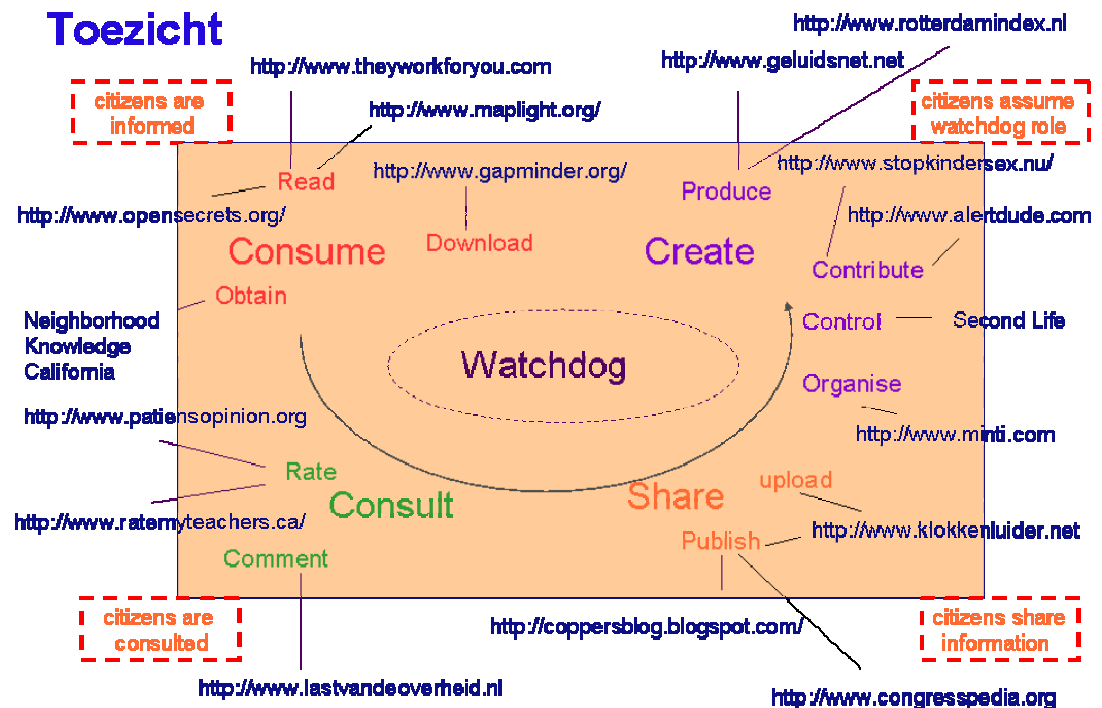 Toezicht
http://www.rotterdamindex.nl
http://www.geluidsnet.net
http://www.theyworkforyou.com
http://www.maplight.org/
citizens are
informed
citizens assume
watchdog role
http://www.gapminder.org/
http://www.stopkindersex.nu/
Read
Produce
http://www.opensecrets.org/
http://www.alertdude.com
Consume
Download
Create
Contribute
Obtain
Neighborhood
Knowledge
California
Control
Second Life
Watchdog
Organise
http://www.patiensopinion.org
http://www.minti.com
Rate
upload
Consult
Share
http://www.ratemyteachers.ca/
http://www.klokkenluider.net
Publish
Comment
citizens are
consulted
citizens share
information
http://coppersblog.blogspot.com/
http://www.lastvandeoverheid.nl
http://www.congresspedia.org